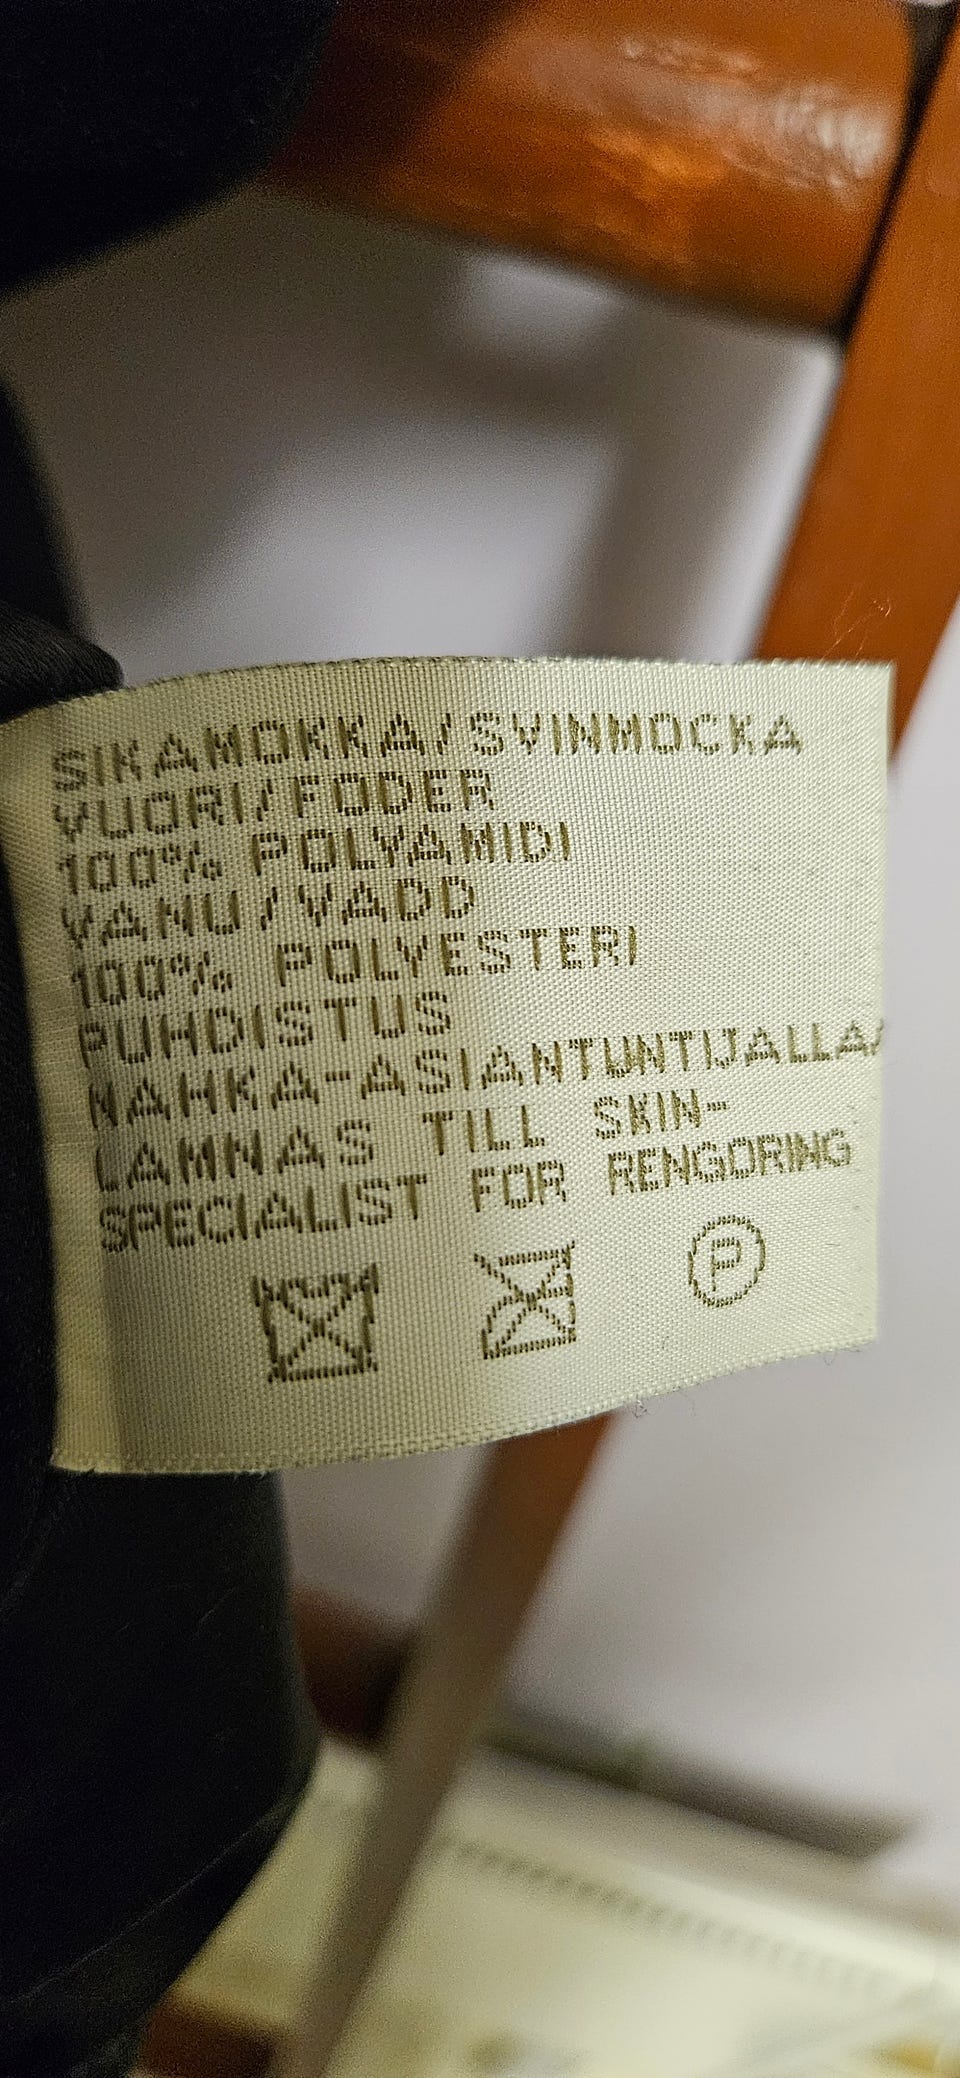 SIKAMOKKA/SVINMOCKA
VUORI/FODER
100% POLYAMIDI
VANU/VADD
100% POLYESTERI
PUHDISTUS
NAHKA-ASIANTUNTIJALLA/
LAMNAS TILL SKIN-
SPECIALIST FOR RENGORING
P